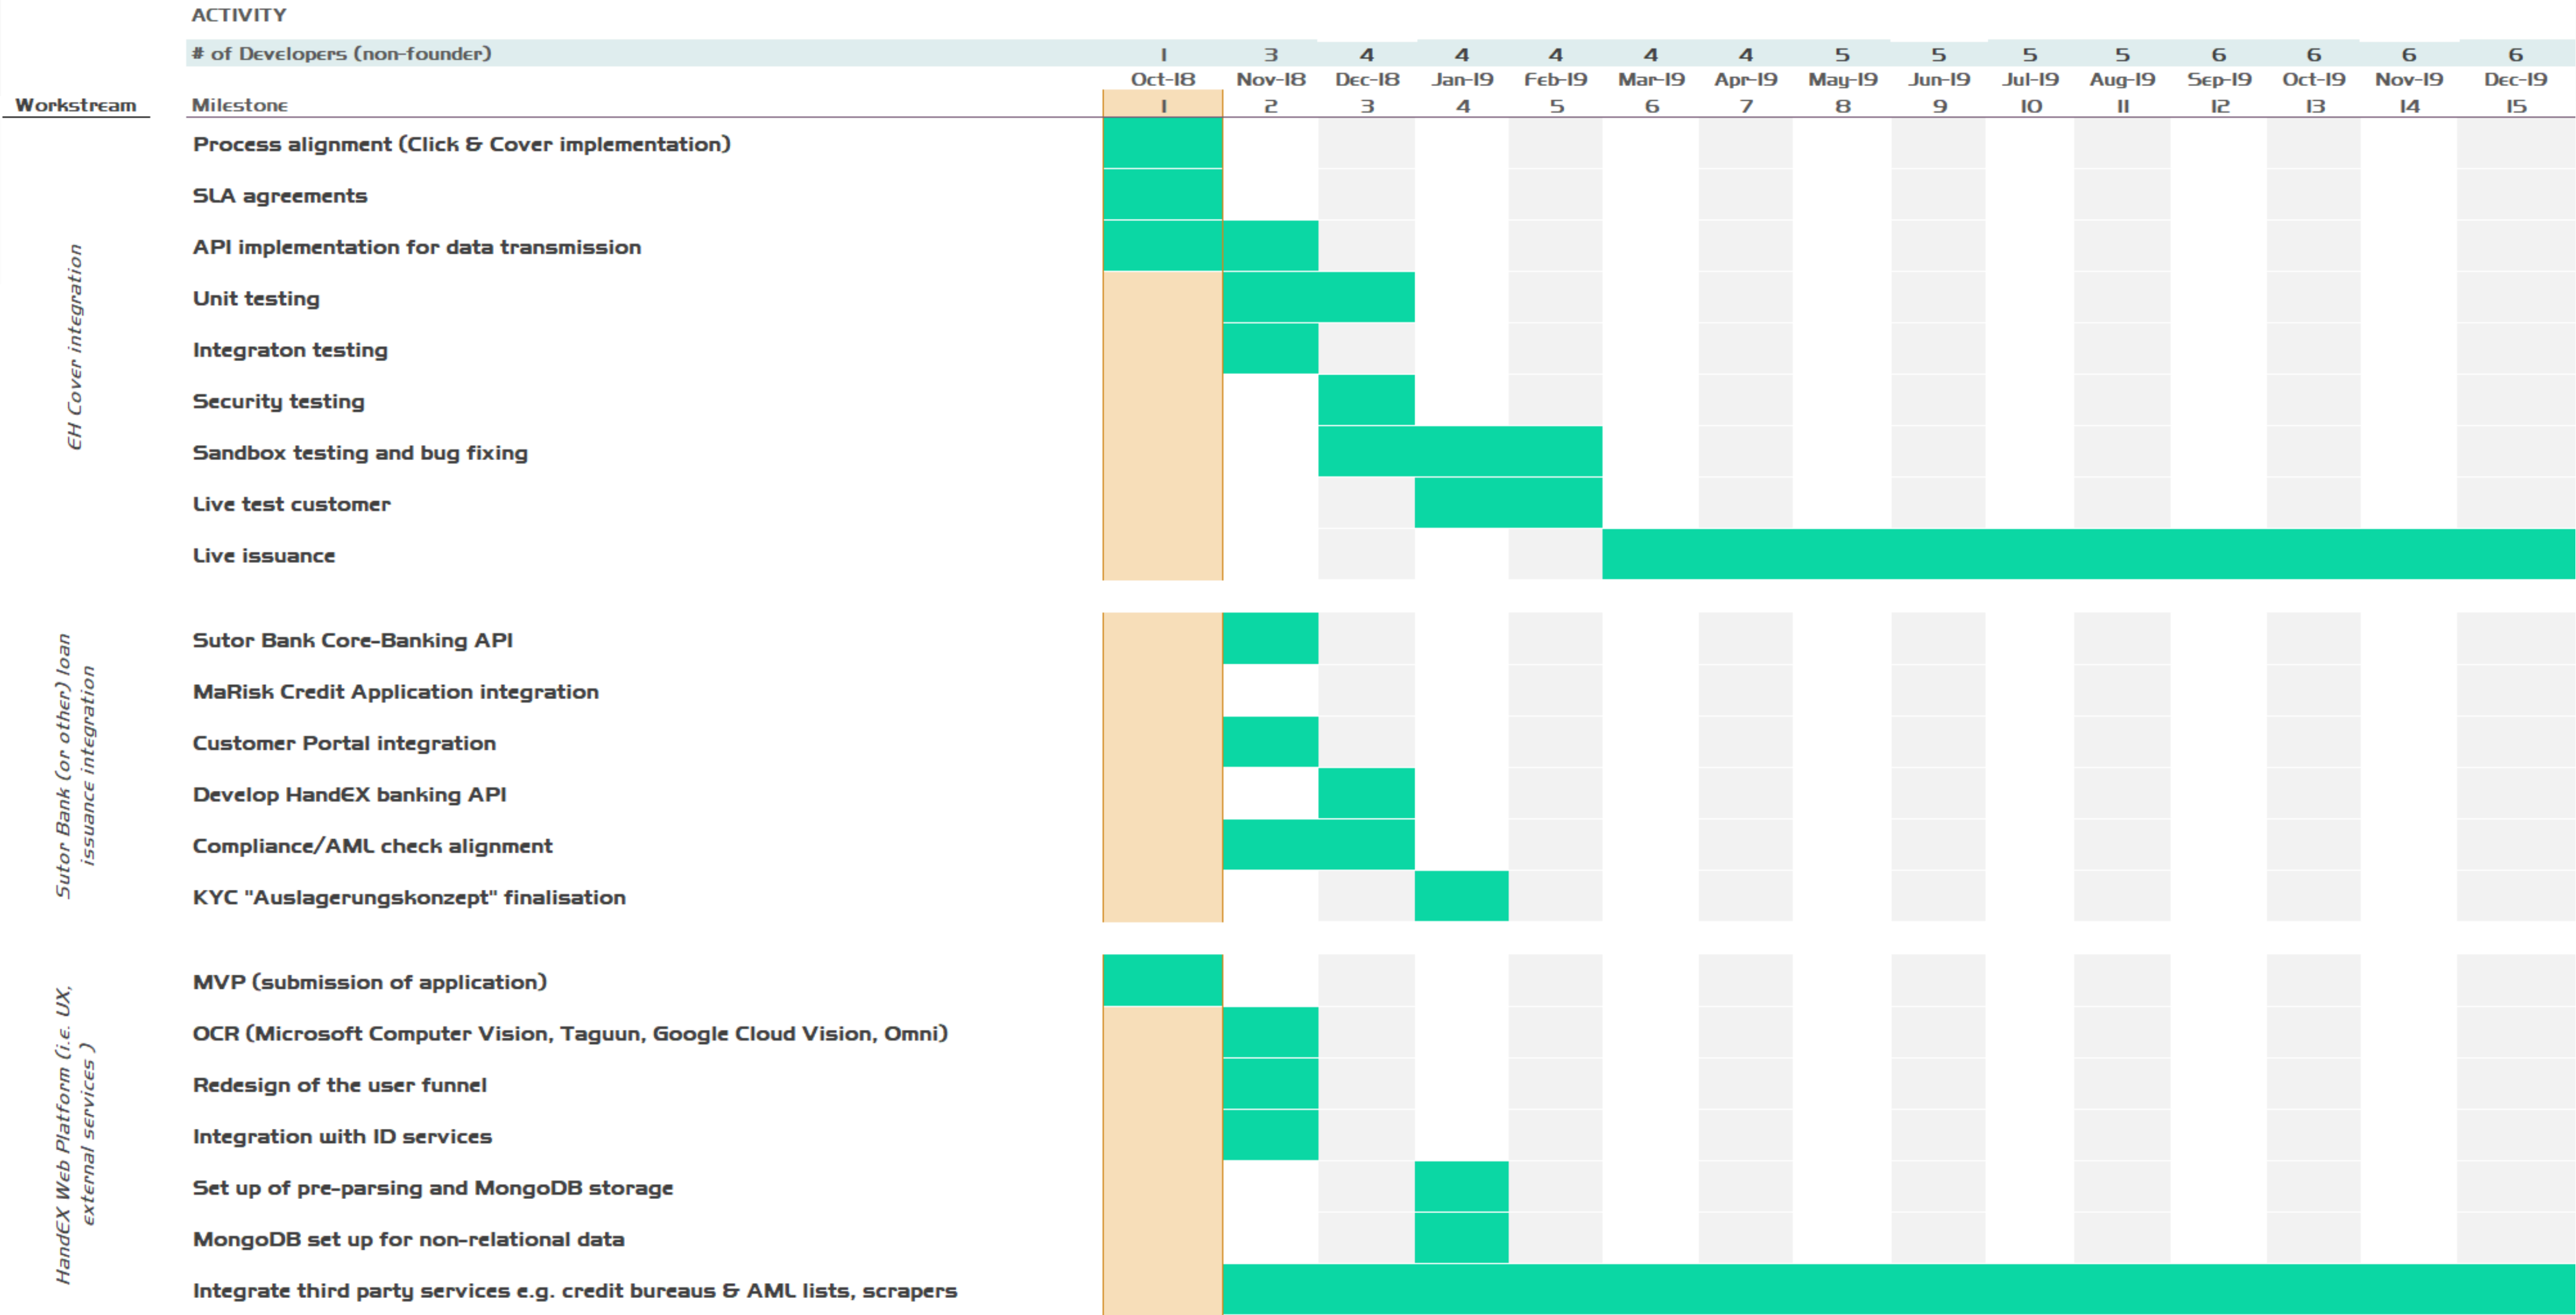 ACTIVITY
# of Developers (non-founder) 1 3 4 4 4 4 4 5 5 5 5 6 6 6 6
Oct-18 Nov-18 Dec-18 Jan-19 Feb-19 Mar-19 Apr-19 May-19 Jun-19 Jul-19 Aug-19 Sep-19 Oct-19 Nov-19 Dec-19
Workstream Milestone 1 2 3 4 5 6 7 8 9 10 11 12 13 14 15
EH Cover integration
Process alignment (Click & Cover implementation)
SLA agreements
API implementation for data transmission
Unit testing
Integraton testing
Security testing
Sandbox testing and bug fixing
Live test customer
Live issuance
Sutor Bank (or other) loan
issuance integration
Sutor Bank Core-Banking API
MaRisk Credit Application integration
Customer Portal integration
Develop HandEX banking API
Compliance/AML check alignment
KYC "Auslagerungskonzept" finalisation
HandEX Web Platform (i.e. UX,
external services )
MVP (submission of application)
OCR (Microsoft Computer Vision, Taguun, Google Cloud Vision, Omni)
Redesign of the user funnel
Integration with ID services
Set up of pre-parsing and MongoDB storage
MongoDB set up for non-relational data
Integrate third party services e.g. credit bureaus & AML lists, scrapers